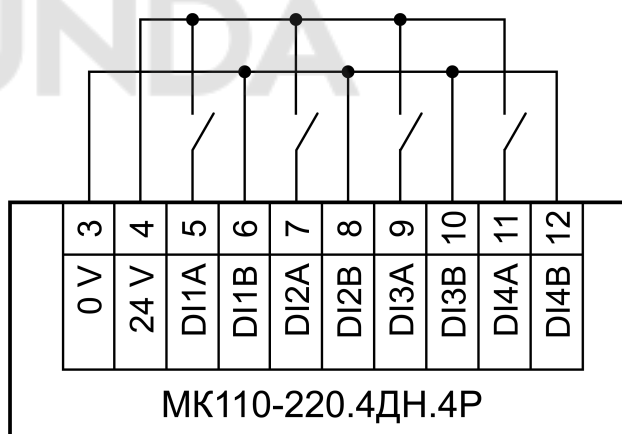 UNDA
3 4 5 6 7 8 9 10 11 12
0 V 24 V DI1A DI1B DI2A DI2B DI3A DI3B DI4A DI4B
МК110-220.4ДН.4Р